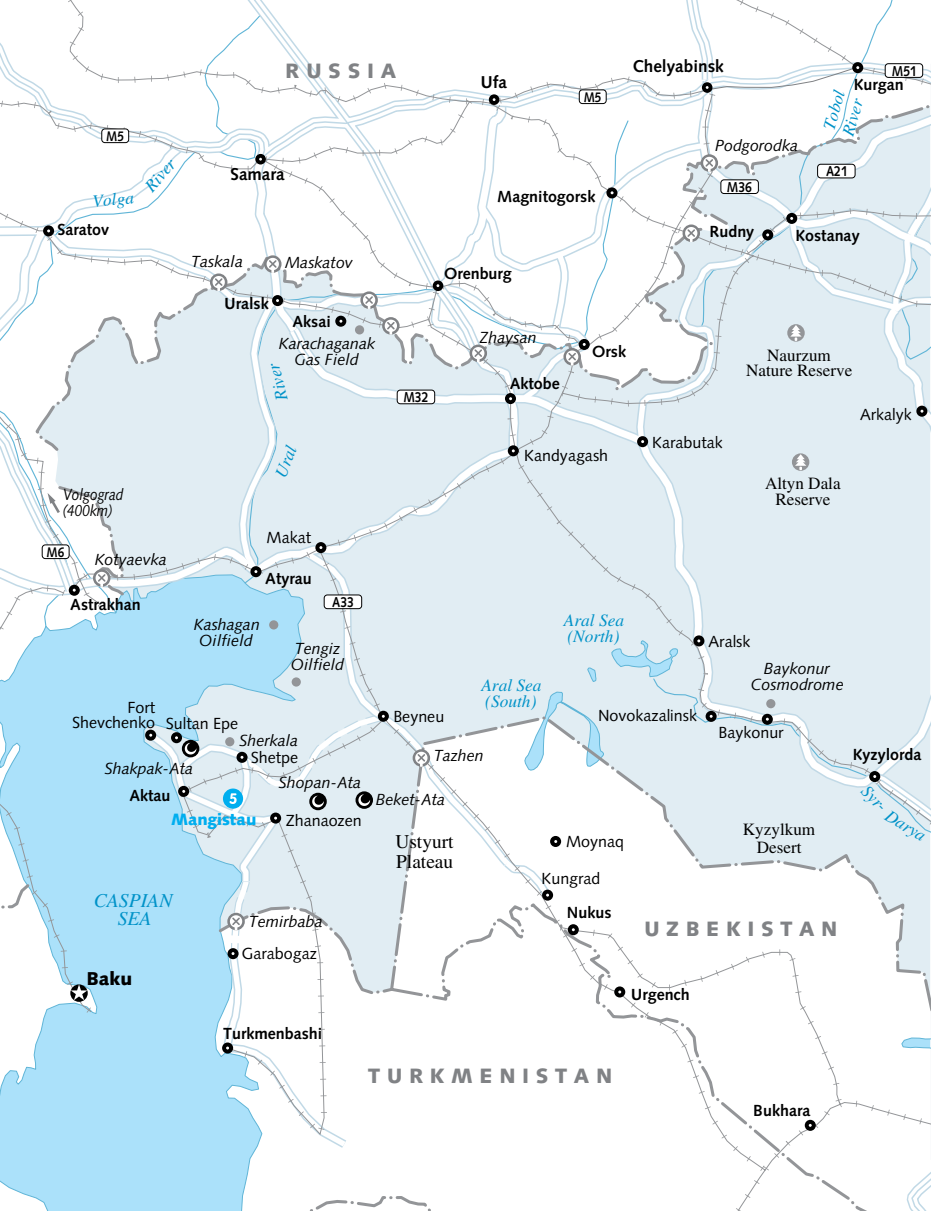 RUSSIA
Chelyabinsk
M51
Ufa
Kurgan
M5
Tobol
River
M5
Podgorodka
Samara
M36
A21
Volga River
Magnitogorsk
Saratov
Rudny
Kostanay
Taskala
Maskatov
Orenburg
Uralsk
Aksai
Zhaysan
Karachaganak
Gas Field
Orsk
Naurzum
Nature Reserve
River
Aktobe
M32
Arkalyk
Karabutak
Kandyagash
Ural
Altyn Dala
Reserve
Volgograd
(400km)
Makat
M6
Kotyaevka
Atyrau
Astrakhan
A33
Kashagan
Oilfield
Aral Sea
(North)
Aralsk
Tengiz
Oilfield
Baykonur
Cosmodrome
Aral Sea
(South)
Fort
Shevchenko
Sultan Epe
Beyneu
Novokazalinsk
Baykonur
Sherkala
Shetpe
Tazhen
Kyzylorda
Shakpak-Ata
Shopan-Ata
Aktau
5
Beket-Ata
Syr- Darya
Mangistau
Zhanaozen
Kyzylkum
Desert
Ustyurt
Plateau
Moynaq
Kungrad
CASPIAN
SEA
Nukus
Temirbaba
UZBEKISTAN
Garabogaz
Baku
Urgench
Turkmenbashi
TURKMENISTAN
Bukhara